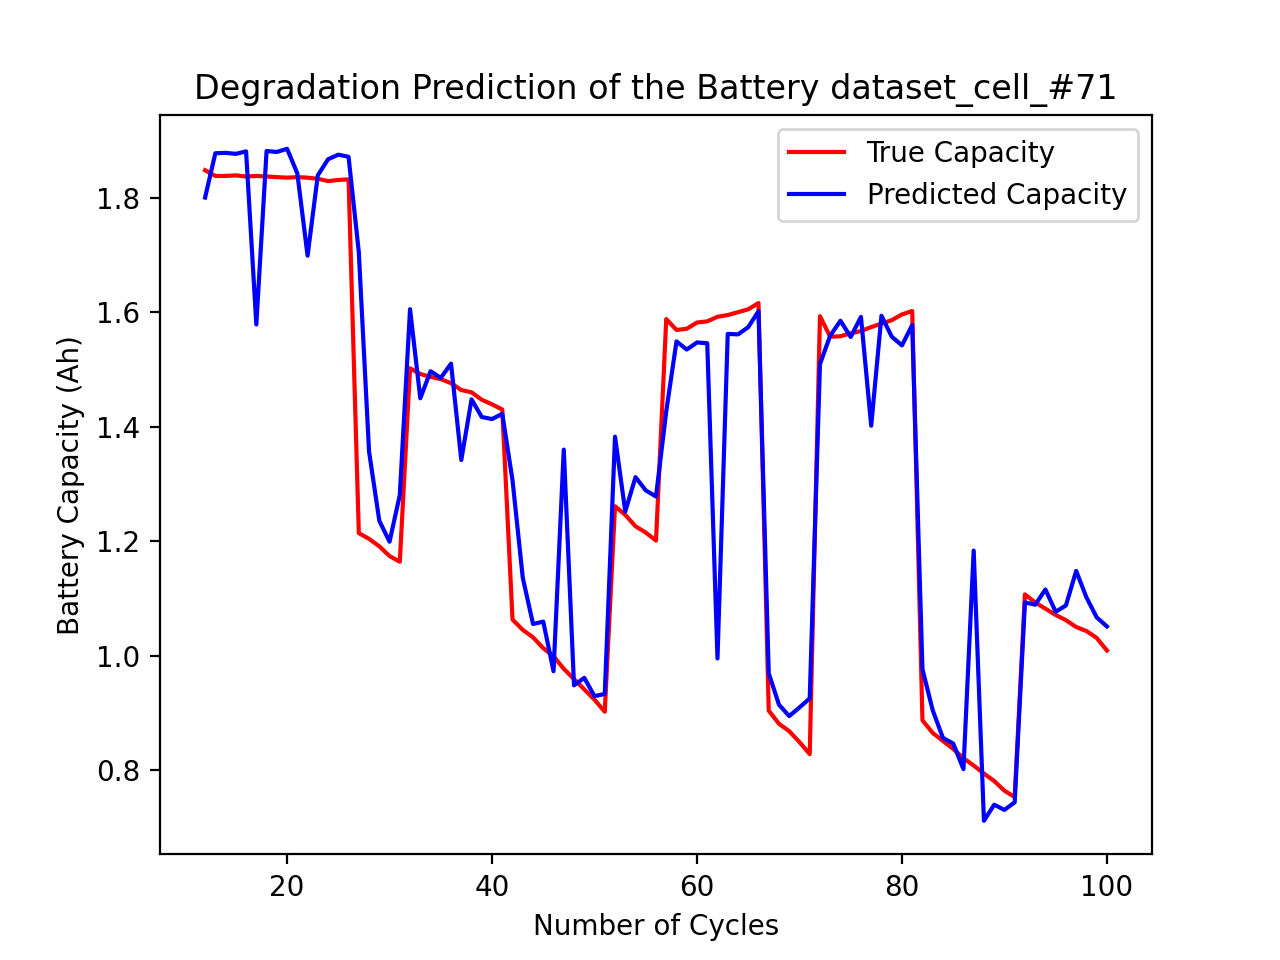 Degradation Prediction of the Battery dataset_cell_#71
True Capacity
Predicted Capacity
Battery Capacity (Ah)
1.8
1.6
1.4
1.2
1.0
0.8
20 40 60 80 100
Number of Cycles